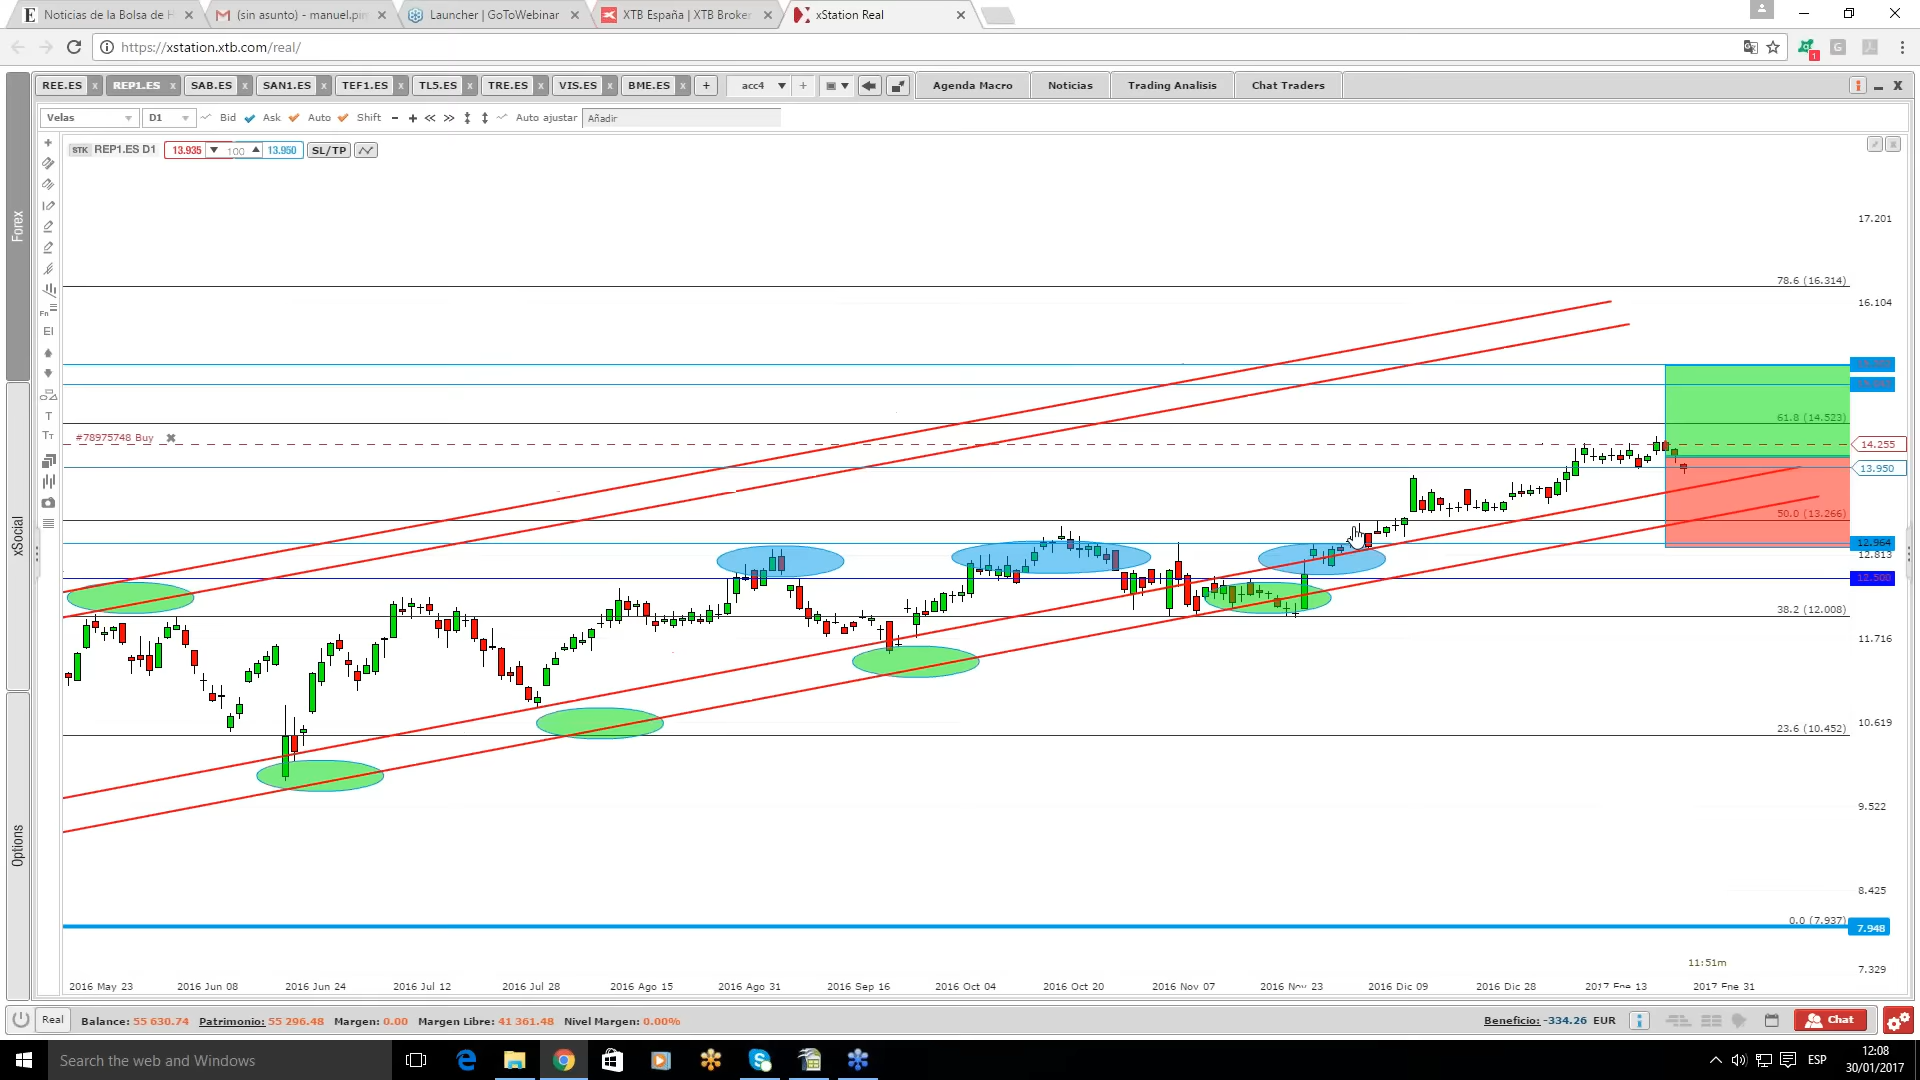 Noticias de la Bolsa de H
(sin asunto) - manuel.pin
Launcher | GoToWebinar
XTB España | XTB Broker
xStation Real
https://xstation.xtb.com/real/
REE.ES REP1.ES SAB.ES SAN1.ES TEF1.ES TL5.ES TRE.ES VIS.ES BME.ES + acc4 + Agenda Macro Noticias Trading Analisis Chat Traders
Velas D1 Bid Ask Auto Shift Auto ajustar Añadir
STK REP1.ES D1 13.935 100 13.950 SL/TP
Forex
xSocial
Options
17.201
78.6 (16.314)
16.104
61.8 (14.523)
#78975748 Buy
14.255
13.950
50.0 (13.266)
12.964
12.813
12.500
38.2 (12.008)
11.716
10.619
23.6 (10.452)
9.522
8.425
0.0 (7.937)
7.948
11:51m
7.329
2016 May 23 2016 Jun 08 2016 Jun 24 2016 Jul 12 2016 Jul 28 2016 Ago 15 2016 Ago 31 2016 Sep 16 2016 Oct 04 2016 Oct 20 2016 Nov 07 2016 Nov 23 2016 Dic 09 2016 Dic 28 2017 Ene 13 2017 Ene 31
Real Balance: 55 630.74 Patrimonio: 55 296.48 Margen: 0.00 Margen Libre: 41 361.48 Nivel Margen: 0.00% Beneficio: -334.26 EUR Chat
Search the web and Windows
ESP
12:08
30/01/2017